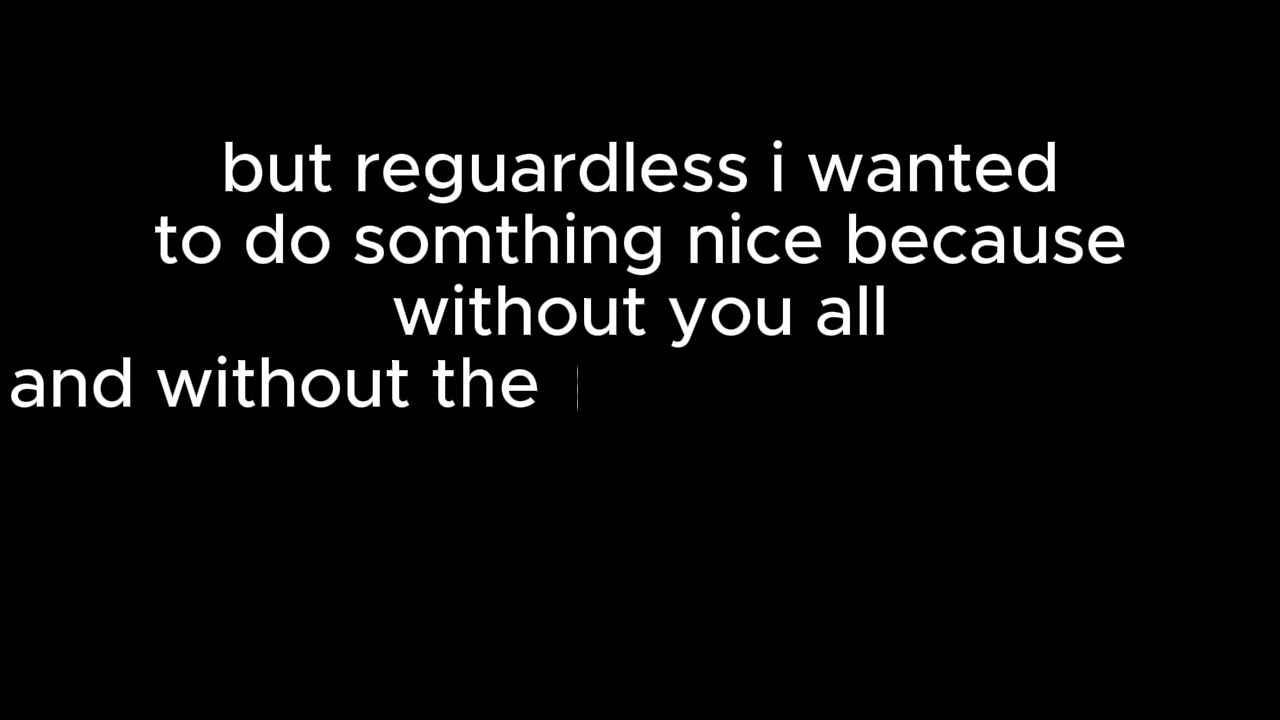 but reguardless i wanted
to do somthing nice because
without you all
and without the